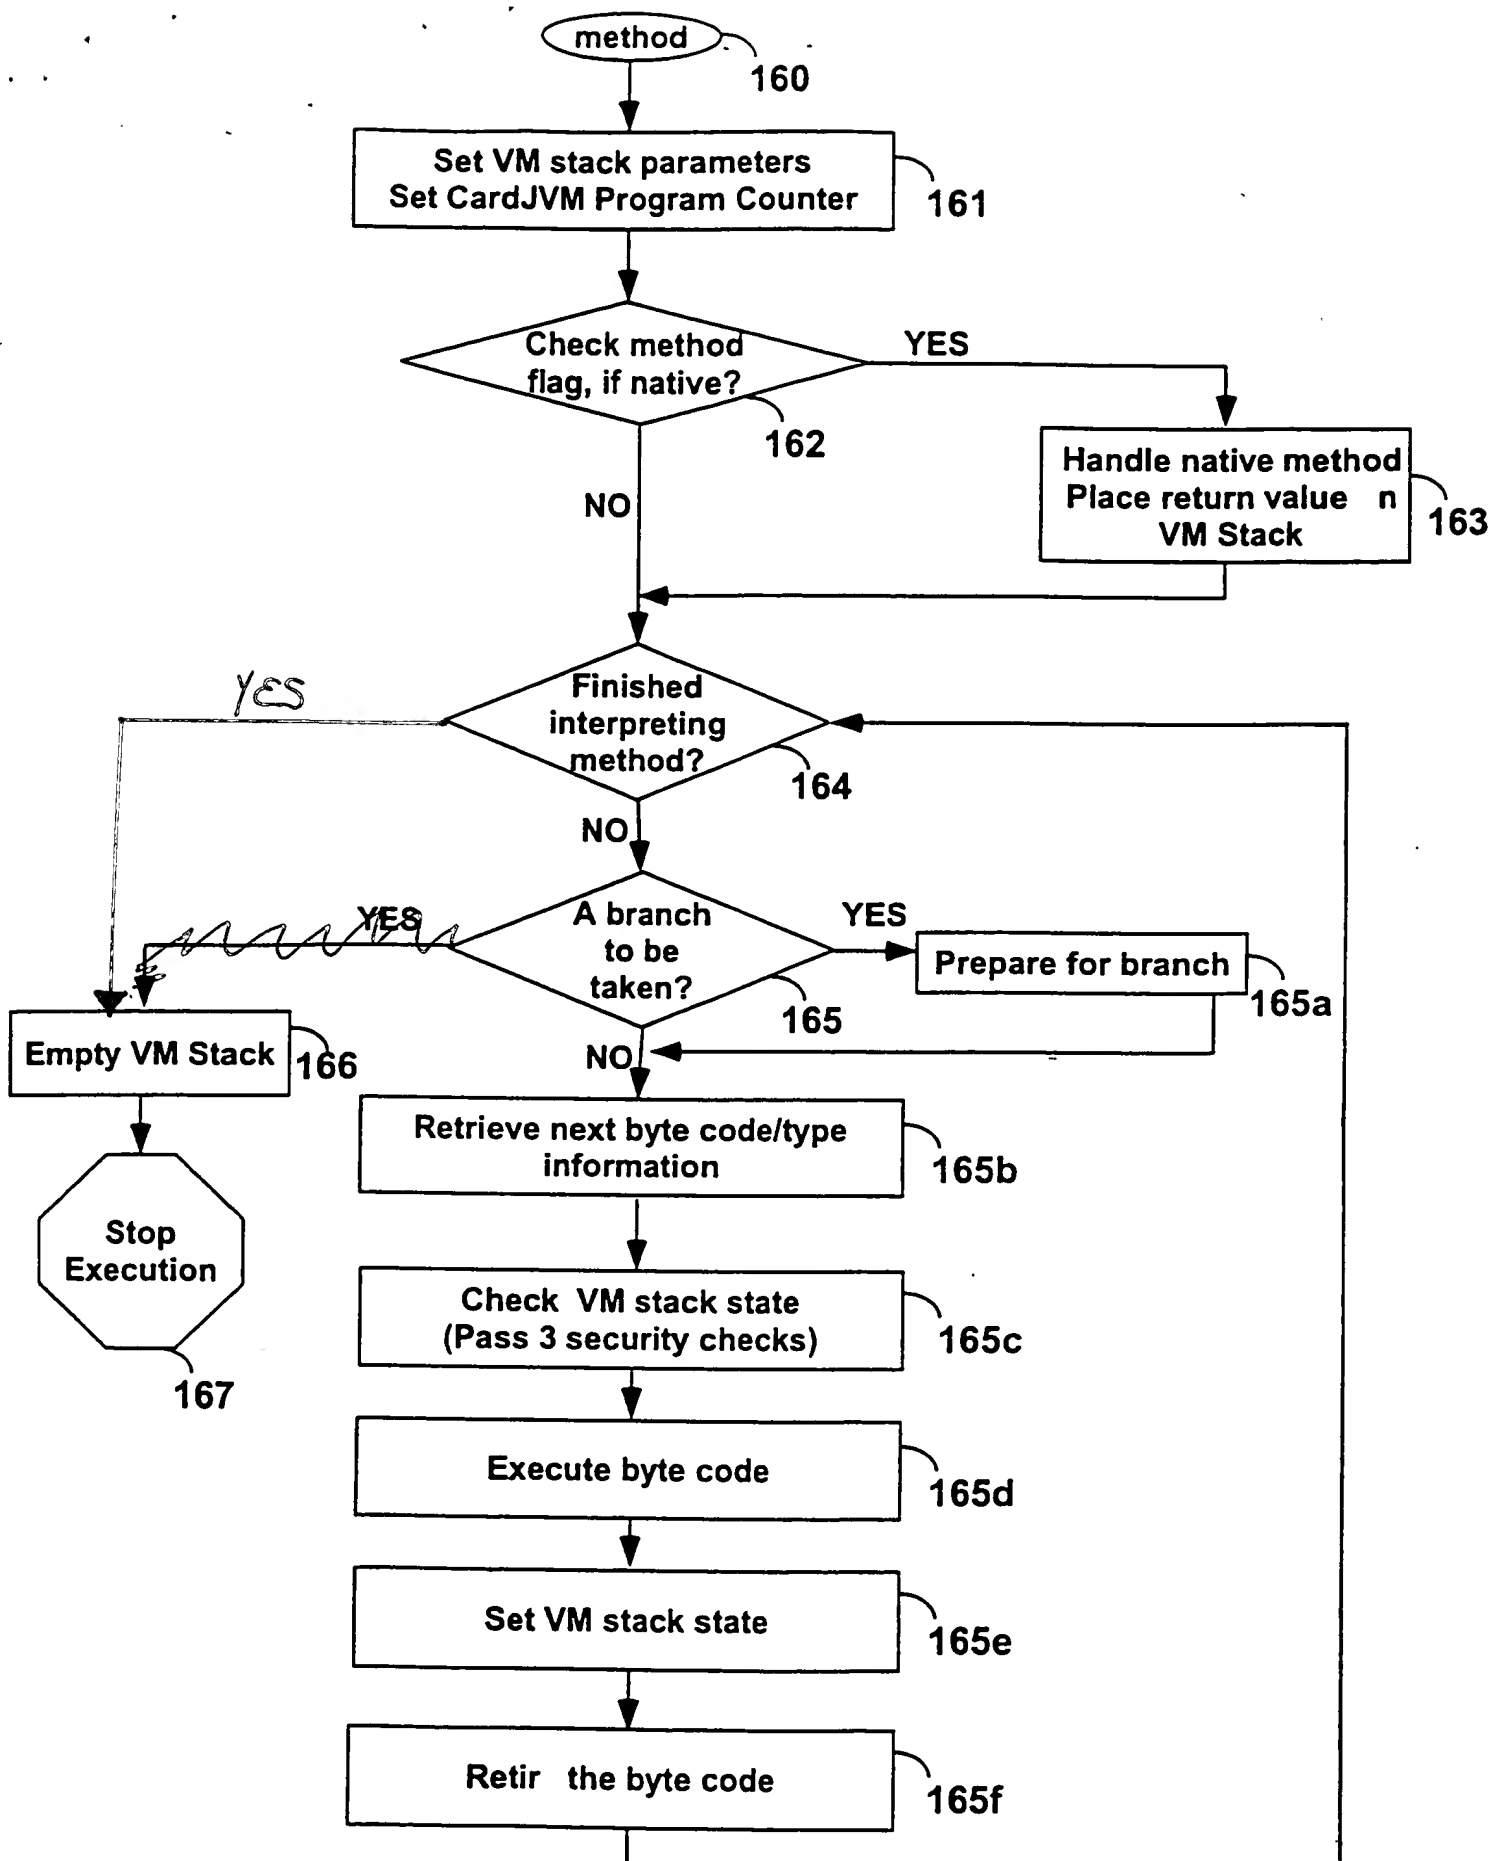 method
160
Set VM stack parameters
Set CardJVM Program Counter
161
Check method
flag, if native?
162
YES
NO
Handle native method
Place return value n
VM Stack
163
YES
Finished
interpreting
method?
164
NO
YES
A branch
to be
taken?
165
YES
Prepare for branch
165a
NO
Empty VM Stack
166
Stop
Execution
167
Retrieve next byte code/type
information
165b
Check VM stack state
(Pass 3 security checks)
165c
Execute byte code
165d
Set VM stack state
165e
Retir the byte code
165f